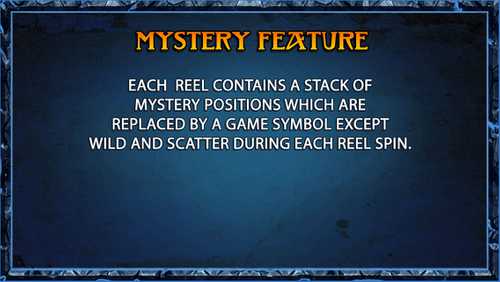 MYSTERY FEATURE
EACH REEL CONTAINS A STACK OF
MYSTERY POSITIONS WHICH ARE
REPLACED BY A GAME SYMBOL EXCEPT
WILD AND SCATTER DURING EACH REEL SPIN.